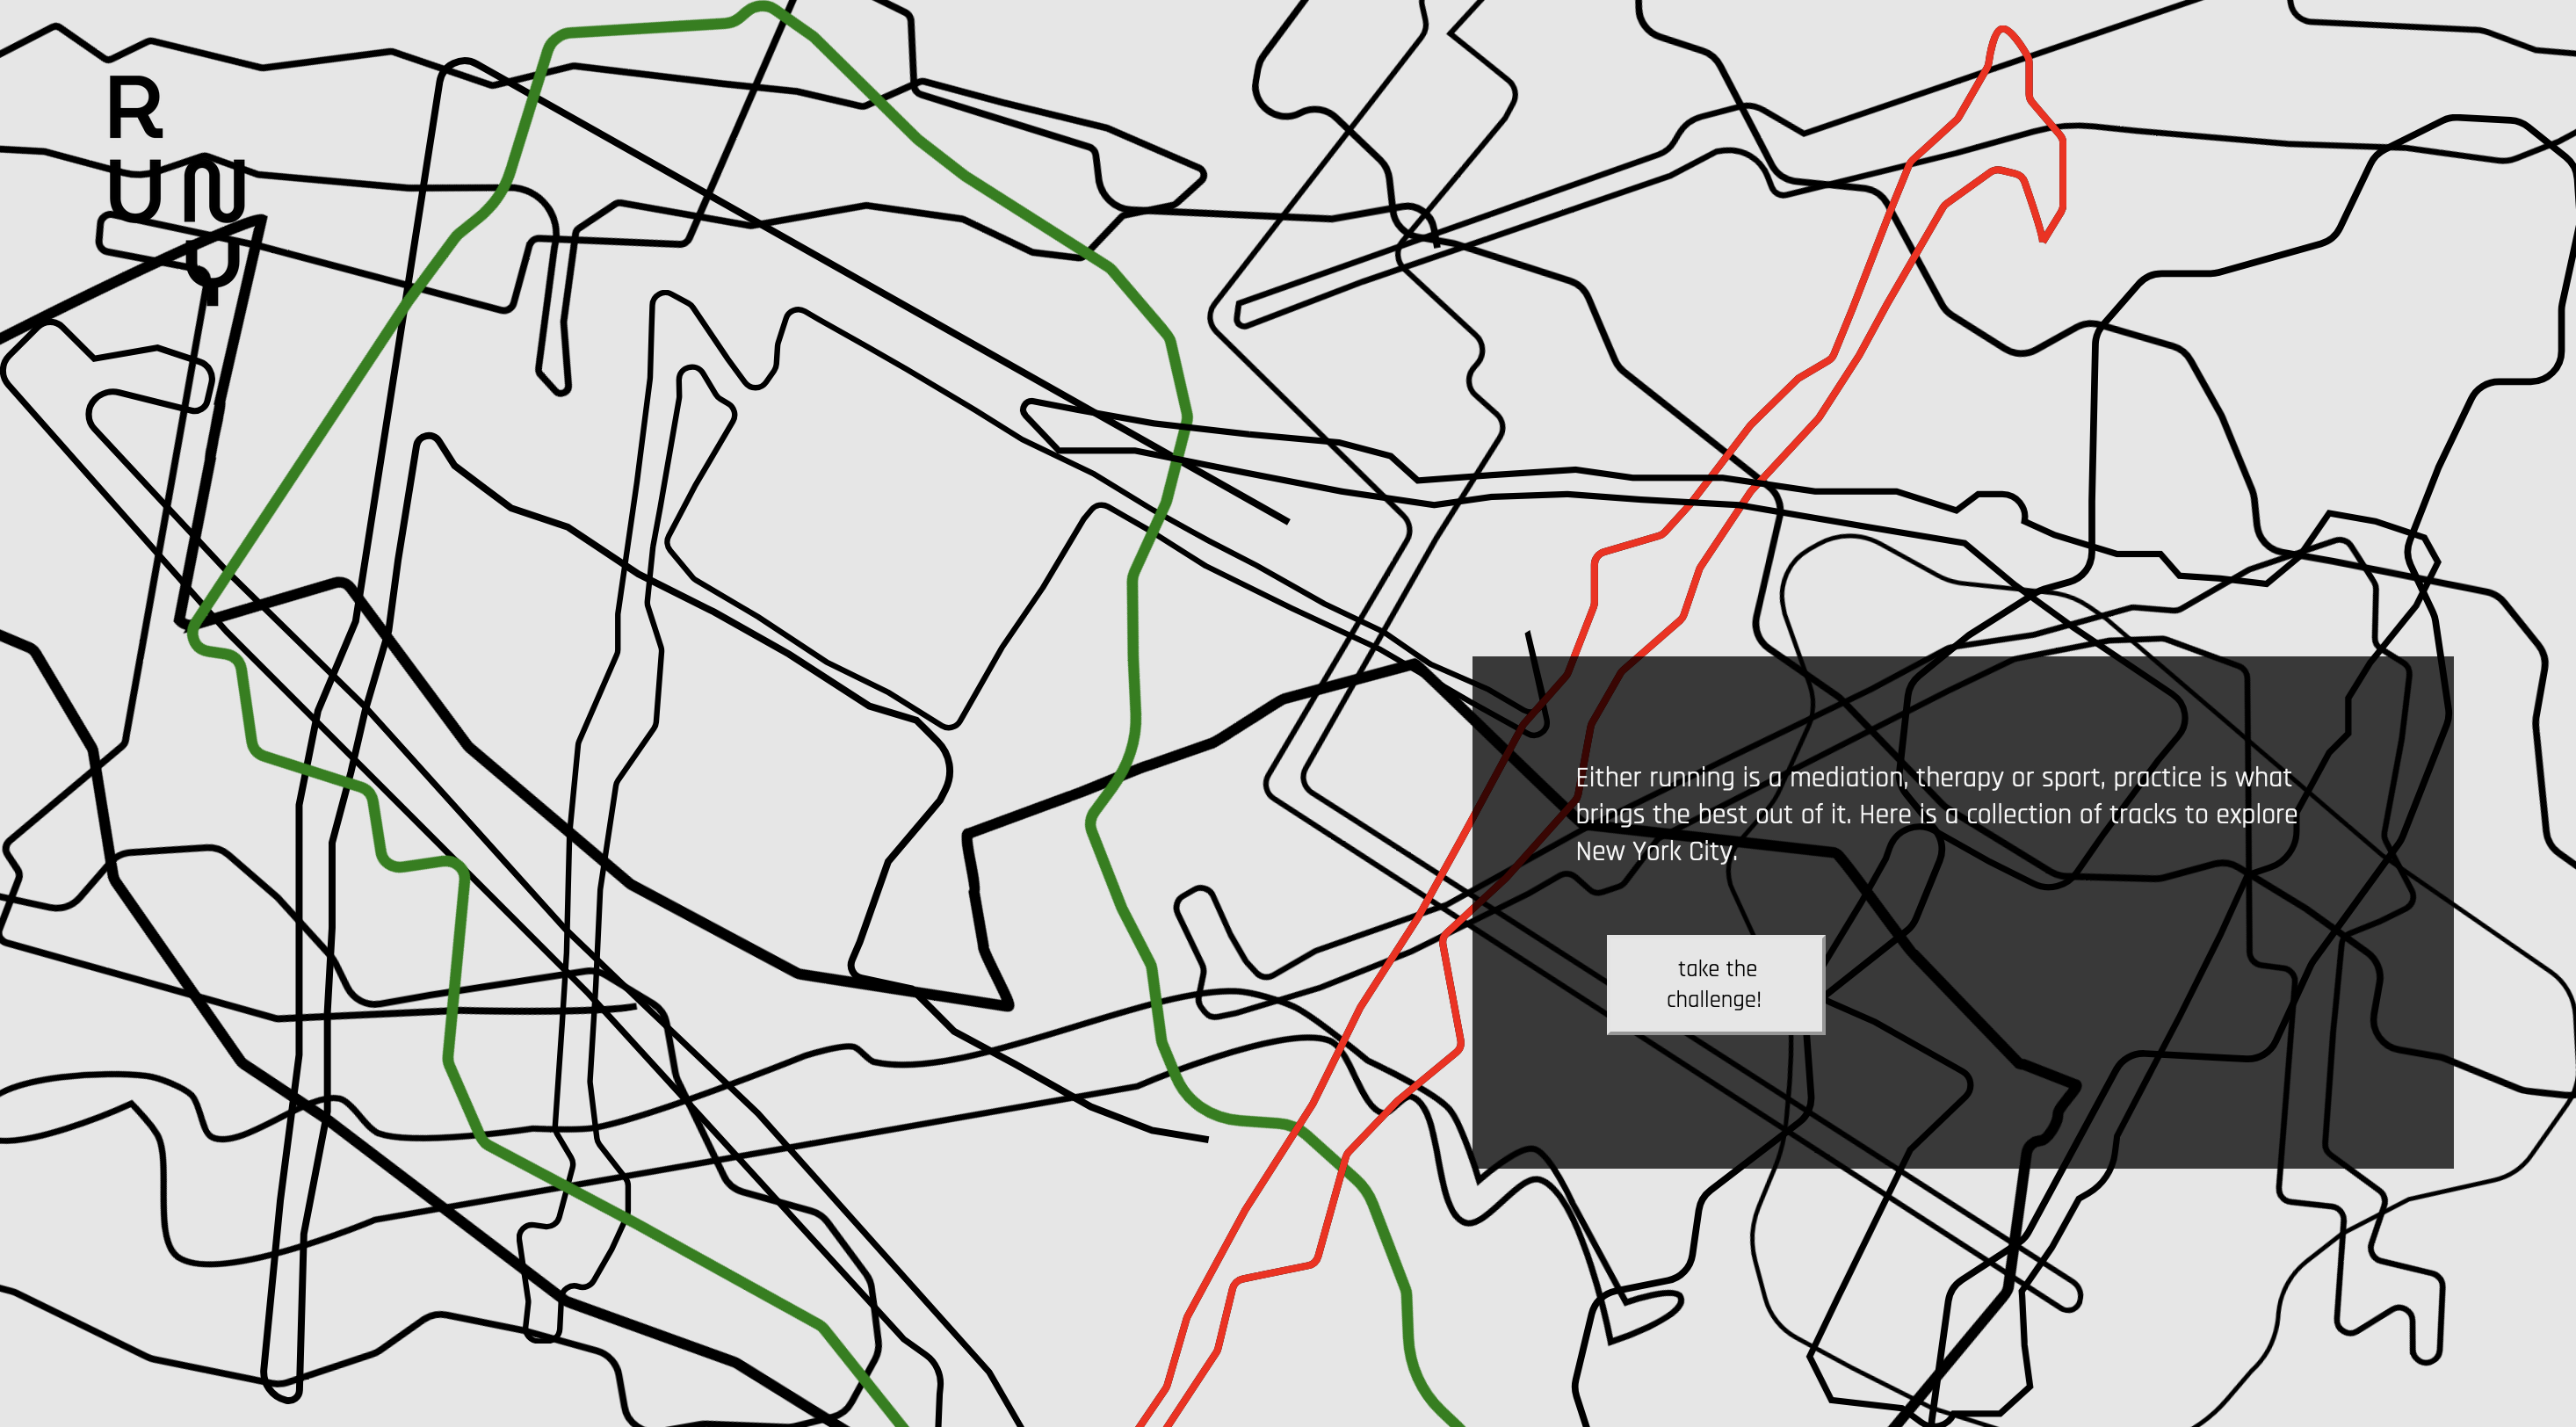 R
UN
Y
Either running is a mediation, therapy or sport, practice is what
brings the best out of it. Here is a collection of tracks to explore
New York City.
take the
challenge!